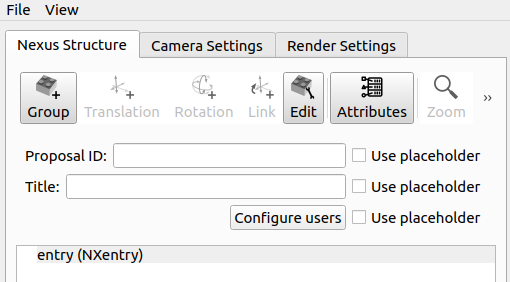 File View
Nexus Structure Camera Settings Render Settings
Group Translation Rotation Link Edit Attributes Zoom »
Proposal ID: Use placeholder
Title: Use placeholder
Configure users Use placeholder
entry (NXentry)